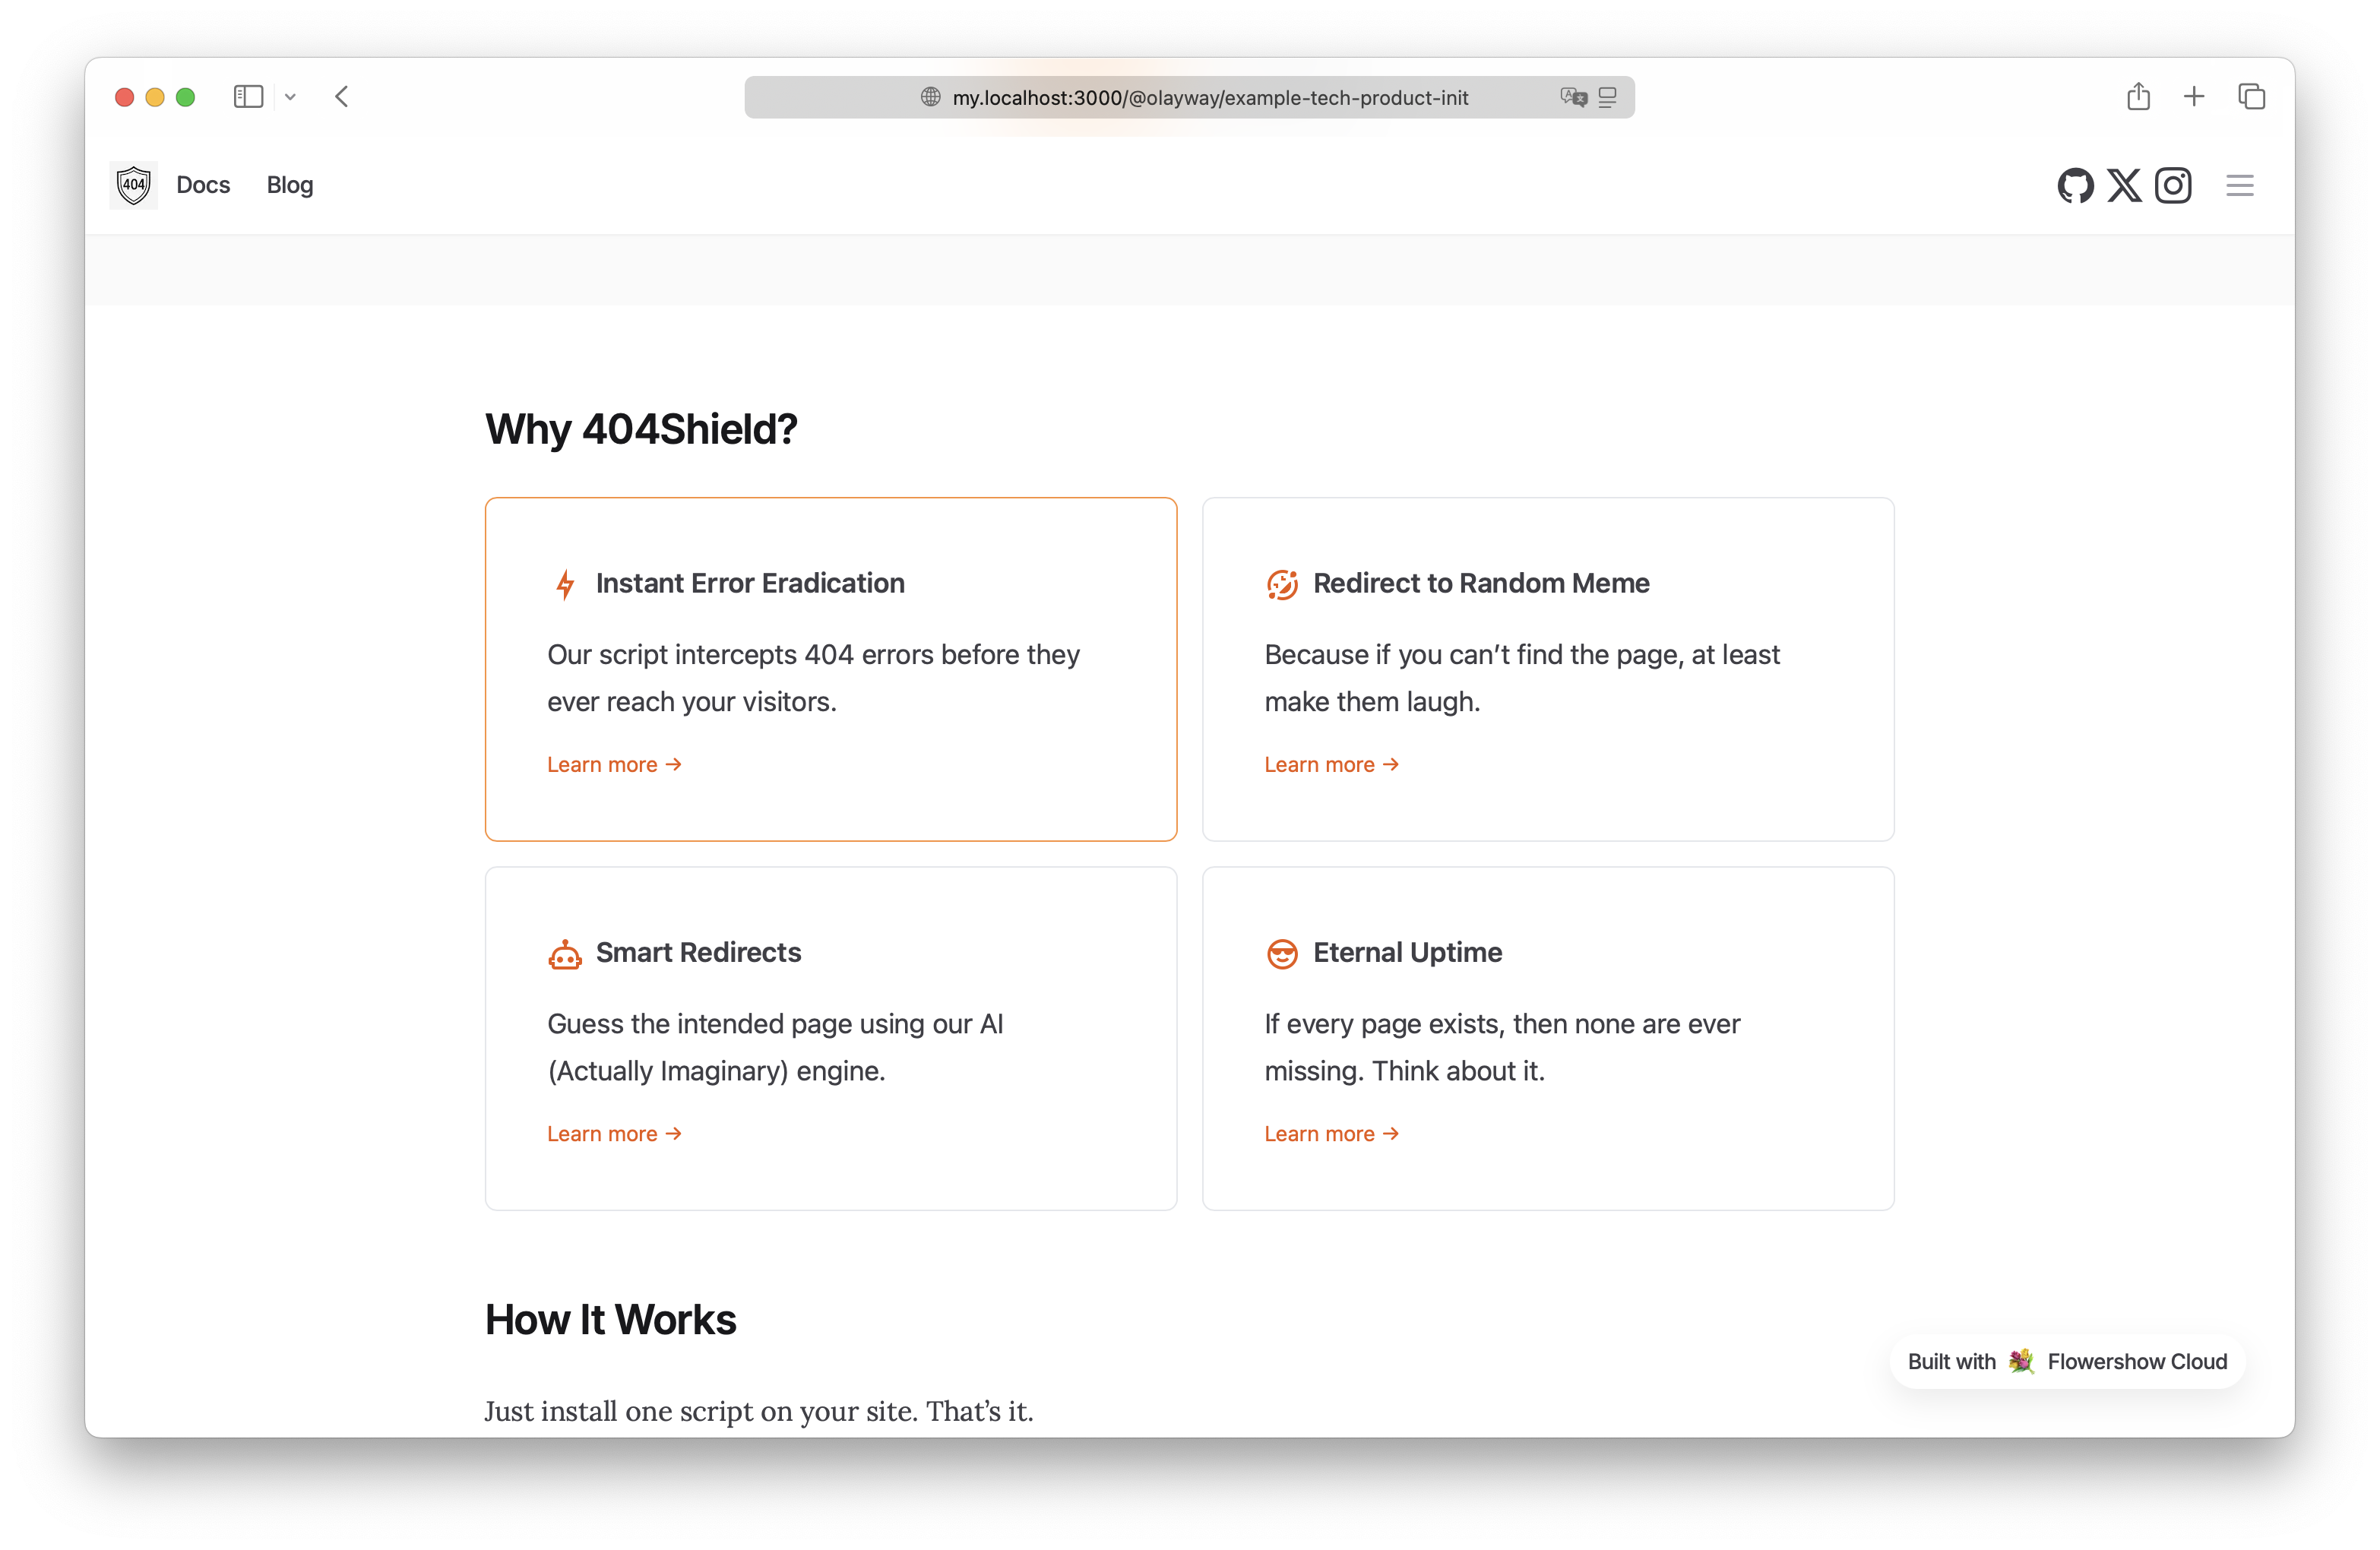 my.localhost:3000/@olayway/example-tech-product-init
404 Docs Blog
Why 404Shield?
Instant Error Eradication
Our script intercepts 404 errors before they
ever reach your visitors.
Learn more →
Redirect to Random Meme
Because if you can’t find the page, at least
make them laugh.
Learn more →
Smart Redirects
Guess the intended page using our AI
(Actually Imaginary) engine.
Learn more →
Eternal Uptime
If every page exists, then none are ever
missing. Think about it.
Learn more →
How It Works
Just install one script on your site. That’s it.
Built with Flowershow Cloud